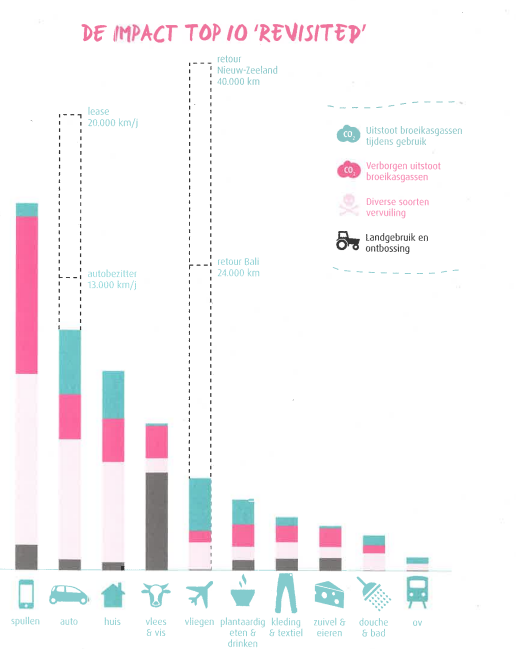 DE IMPACT TOP 10 'REVISITED'
retour
Nieuw-Zeeland
40.000 km
lease
20.000 km/j
CO2
Uitstoot broeikasgassen
tijdens gebruik
CO2
Verborgen uitstoot
broeikasgassen
Diverse soorten
vervuiling
Landgebruik en
ontbossing
autobezitter
13.000 km/j
retour Bali
24.000 km
spullen
auto
huis
vlees
& vis
vliegen
plantaardig
eten &
drinken
kleding
& textiel
zuivel &
eieren
douche
& bad
ov